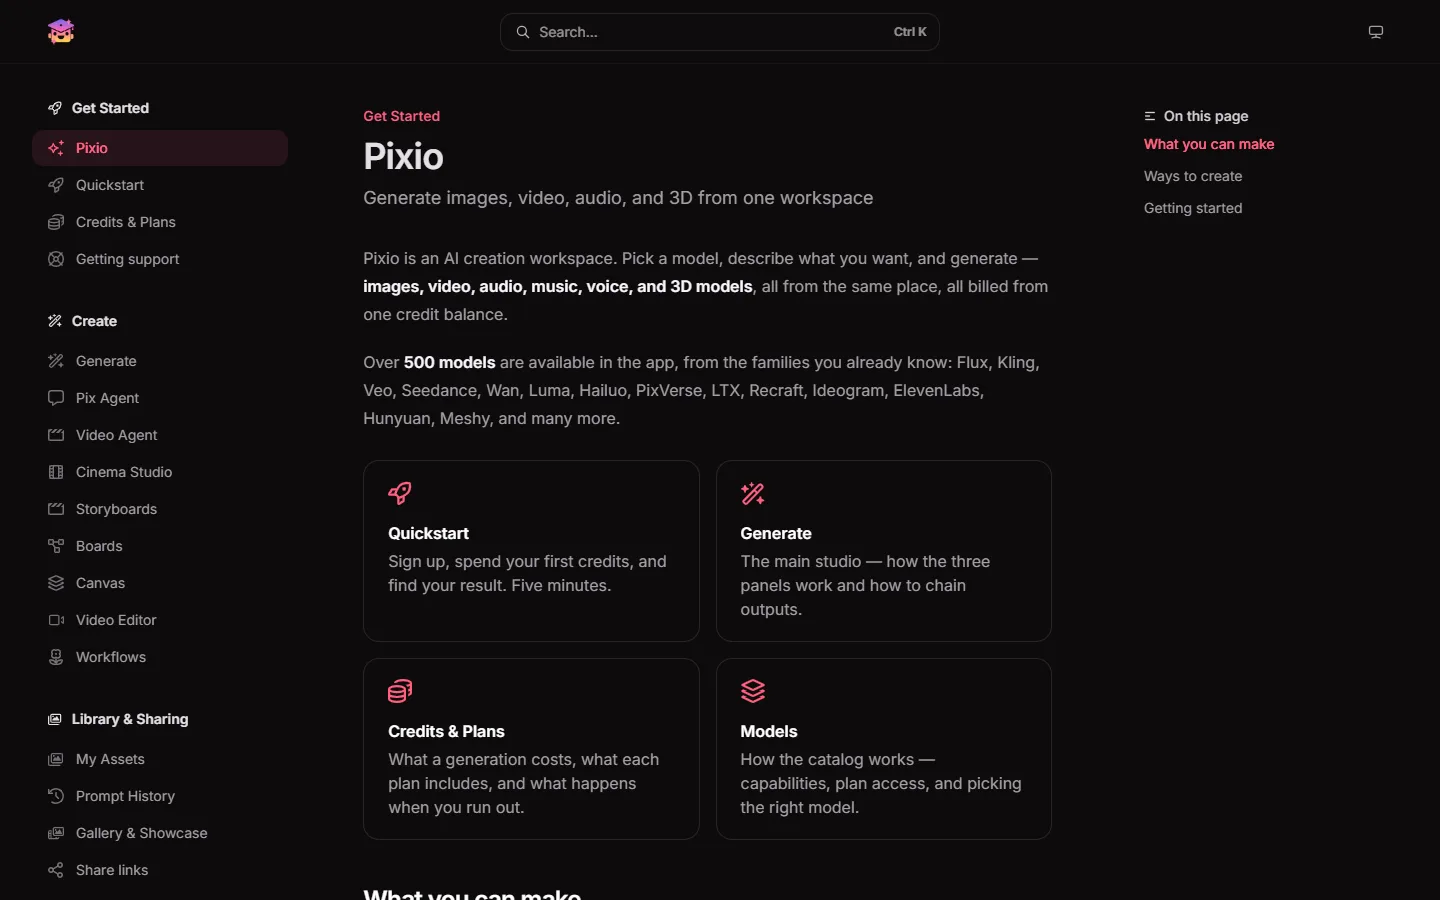 Search...
Ctrl K
Get Started
Pixio
Quickstart
Credits & Plans
Getting support
Create
Generate
Pix Agent
Video Agent
Cinema Studio
Storyboards
Boards
Canvas
Video Editor
Workflows
Library & Sharing
My Assets
Prompt History
Gallery & Showcase
Share links
Get Started
Pixio
Generate images, video, audio, and 3D from one workspace
Pixio is an AI creation workspace. Pick a model, describe what you want, and generate —
images, video, audio, music, voice, and 3D models, all from the same place, all billed from
one credit balance.
Over 500 models are available in the app, from the families you already know: Flux, Kling,
Veo, Seedance, Wan, Luma, Hailuo, PixVerse, LTX, Recraft, Ideogram, ElevenLabs,
Hunyuan, Meshy, and many more.
Quickstart
Sign up, spend your first credits, and
find your result. Five minutes.
Generate
The main studio — how the three
panels work and how to chain
outputs.
Credits & Plans
What a generation costs, what each
plan includes, and what happens
when you run out.
Models
How the catalog works —
capabilities, plan access, and picking
the right model.
What you can make
On this page
What you can make
Ways to create
Getting started